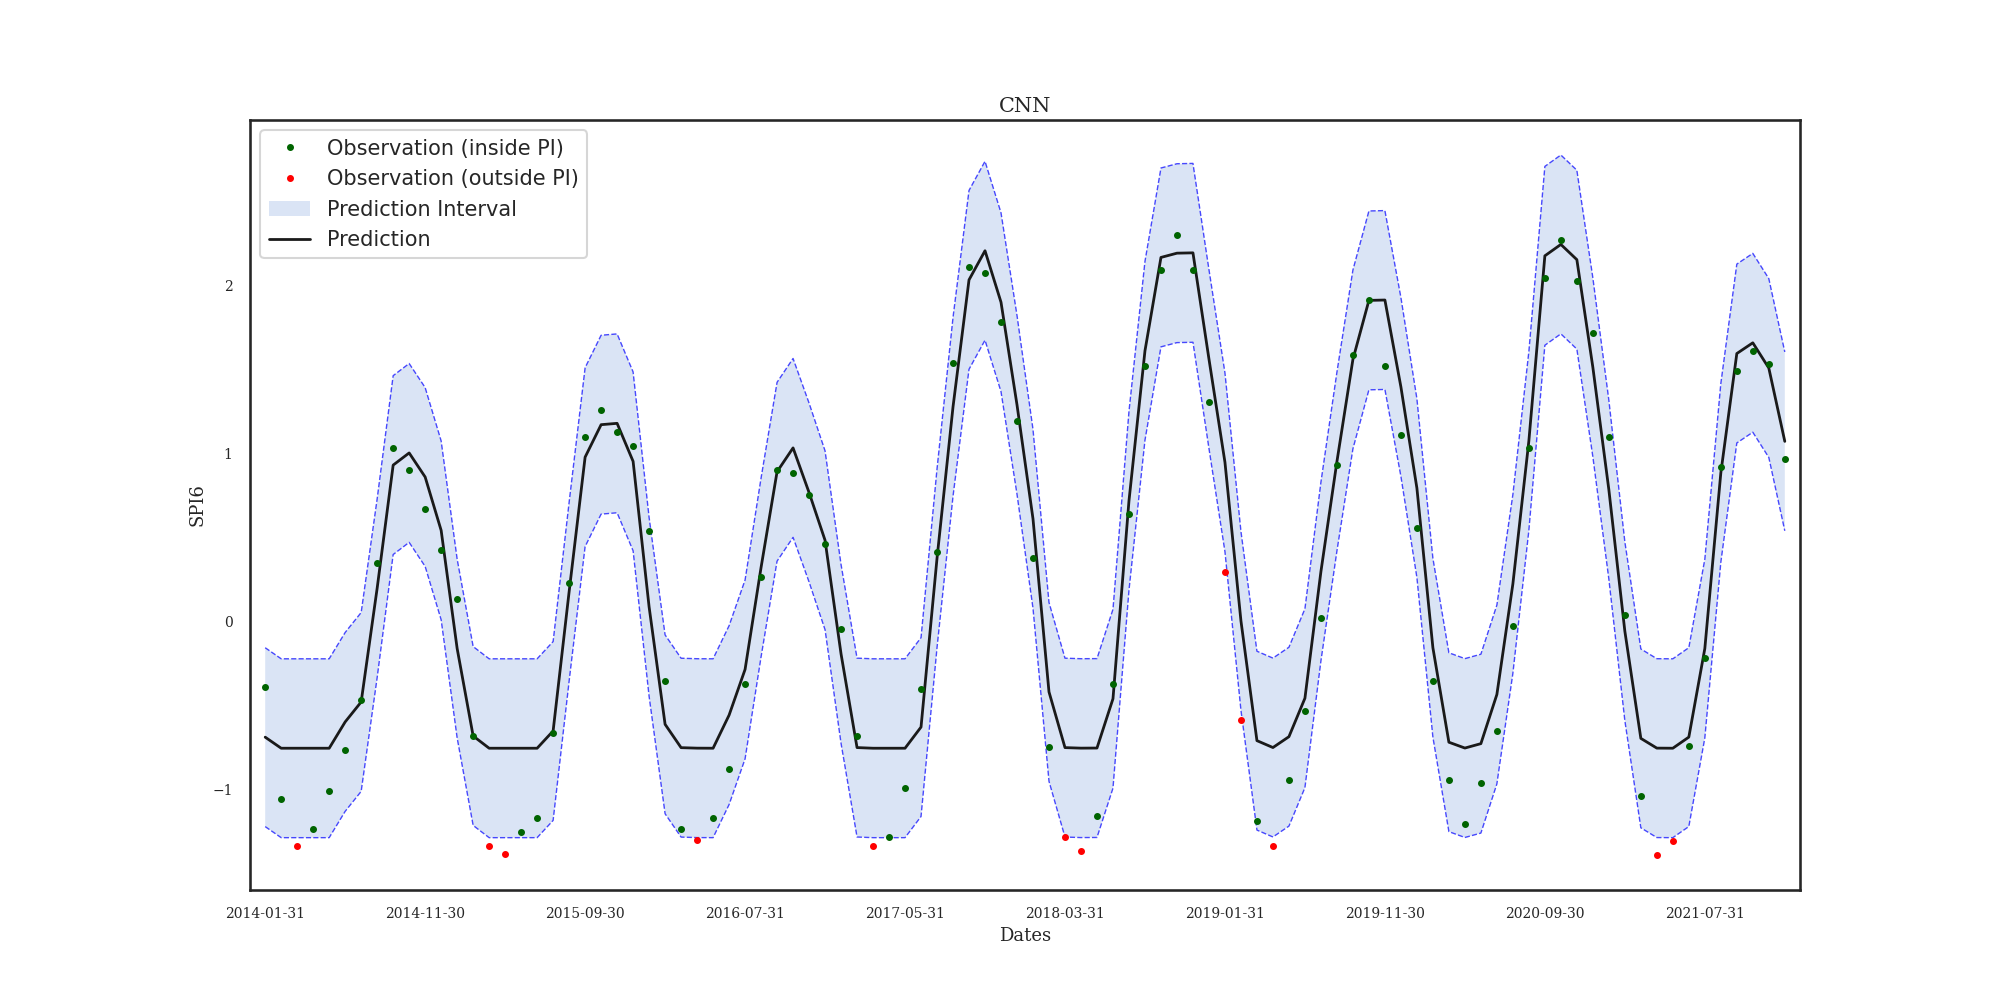 CNN
Observation (inside PI)
Observation (outside PI)
Prediction Interval
Prediction
2
1
0
−1
SPI6
2014-01-31 2014-11-30 2015-09-30 2016-07-31 2017-05-31 2018-03-31 2019-01-31 2019-11-30 2020-09-30 2021-07-31
Dates